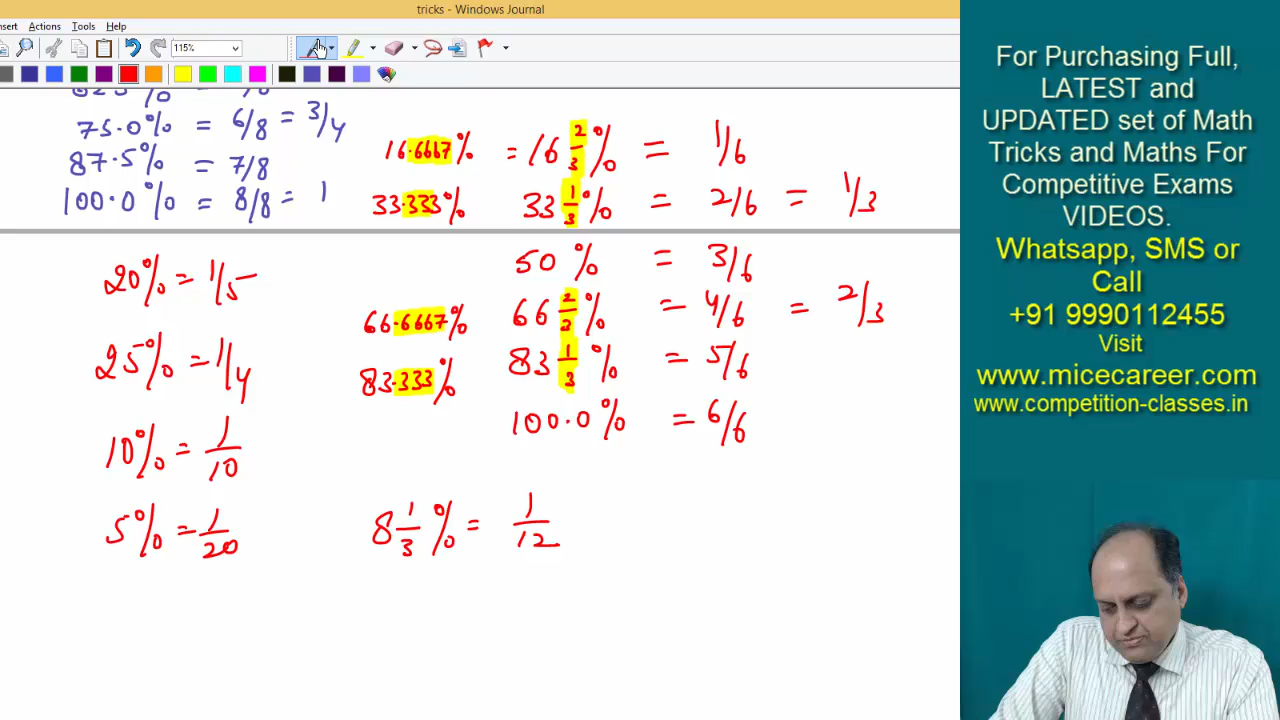 tricks - Windows Journal
nsert Actions Tools Help
115%
75.0% = 6/8 = 3/4
87.5% = 7/8
100.0% = 8/8 = 1
16.6667% = 16 2/3 % = 1/6
33.333% 33 1/3 % = 2/6 = 1/3
50 % = 3/6
66.6667% 66 2/3 % = 4/6 = 2/3
83.333% 83 1/3 % = 5/6
100.0% = 6/6
20% = 1/5
25% = 1/4
10% = 1/10
5% = 1/20
8 1/3 % = 1/12
For Purchasing Full,
LATEST and
UPDATED set of Math
Tricks and Maths For
Competitive Exams
VIDEOS.
Whatsapp, SMS or
Call
+91 9990112455
Visit
www.micecareer.com
www.competition-classes.in